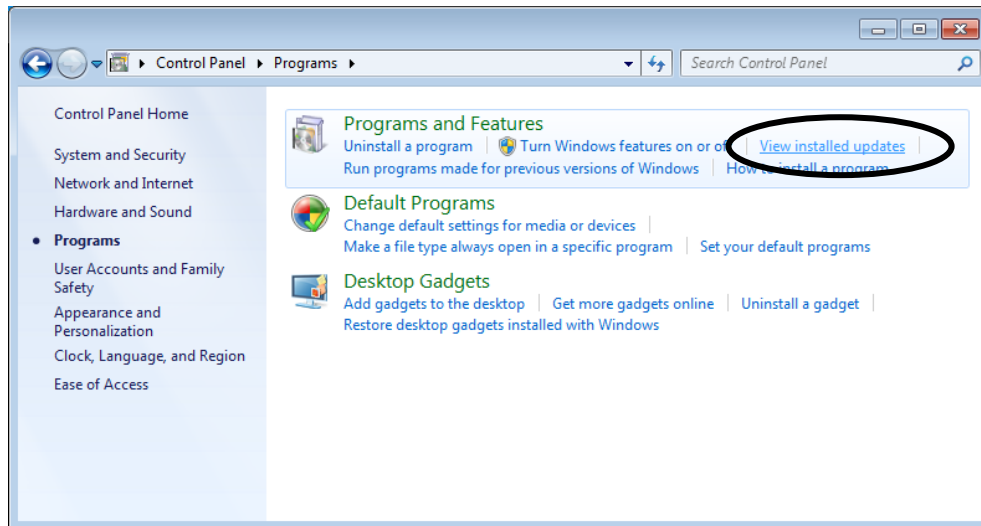 Control Panel Programs
Search Control Panel
Control Panel Home
System and Security
Network and Internet
Hardware and Sound
Programs
User Accounts and Family
Safety
Appearance and
Personalization
Clock, Language, and Region
Ease of Access
Programs and Features
Uninstall a program Turn Windows features on or of View installed updates
Run programs made for previous versions of Windows How to install a program
Default Programs
Change default settings for media or devices
Make a file type always open in a specific program Set your default programs
Desktop Gadgets
Add gadgets to the desktop Get more gadgets online Uninstall a gadget
Restore desktop gadgets installed with Windows